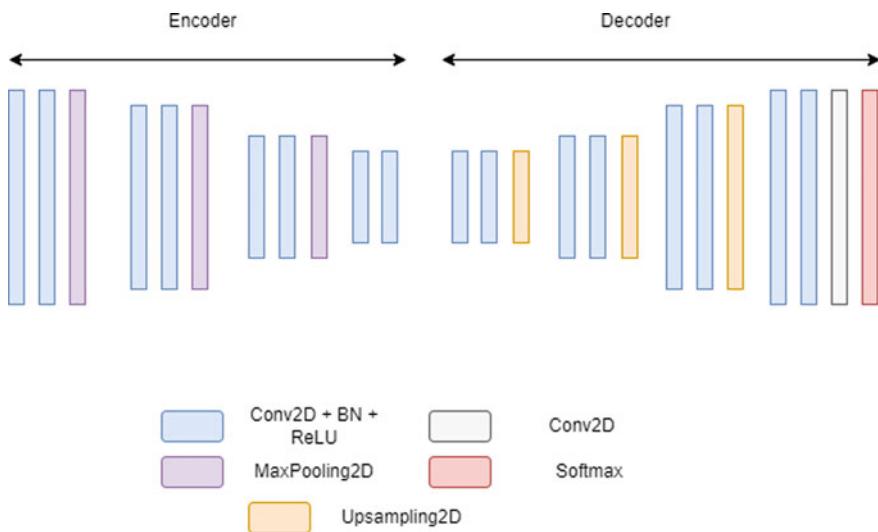 Encoder
Decoder
Conv2D + BN +
ReLU
Conv2D
MaxPooling2D
Softmax
Upsampling2D